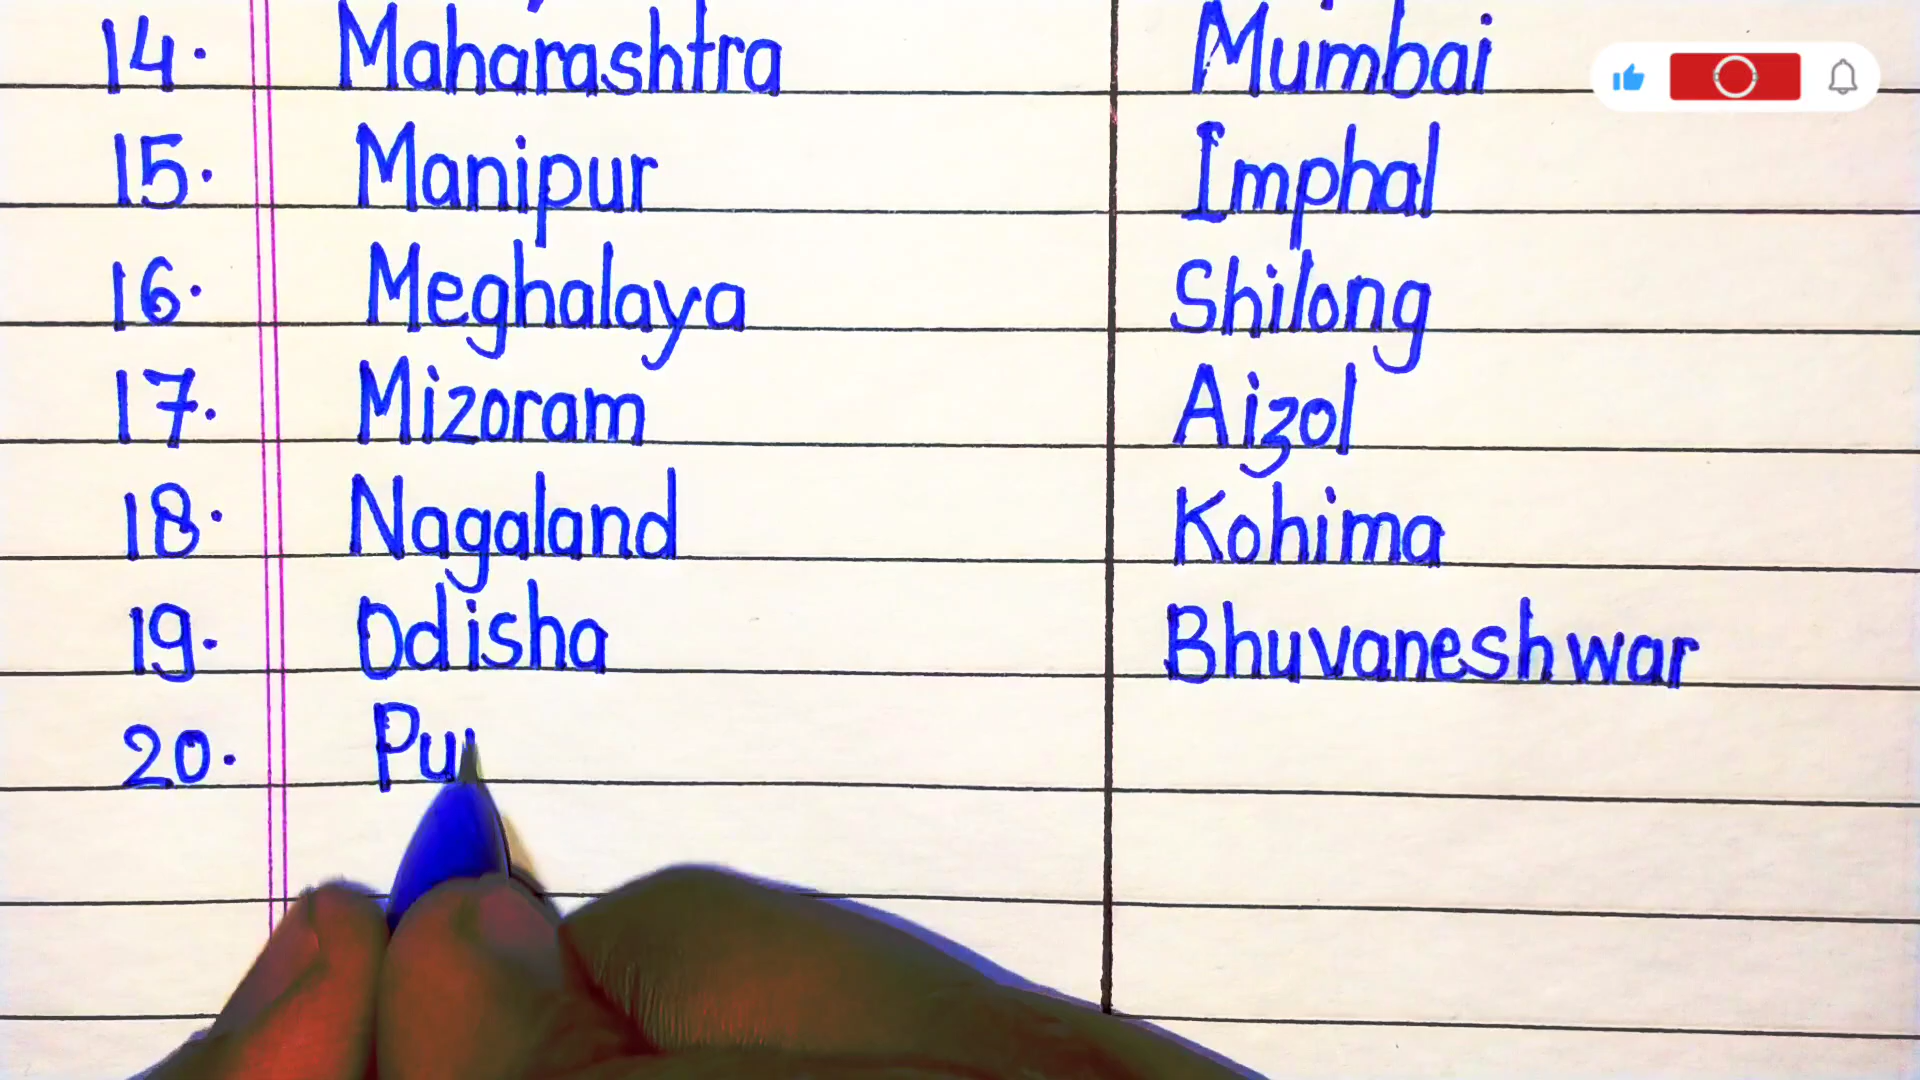 14. Maharashtra Mumbai
15. Manipur Imphal
16. Meghalaya Shilong
17. Mizoram Aizol
18. Nagaland Kohima
19. Odisha Bhuvaneshwar
20. Pu